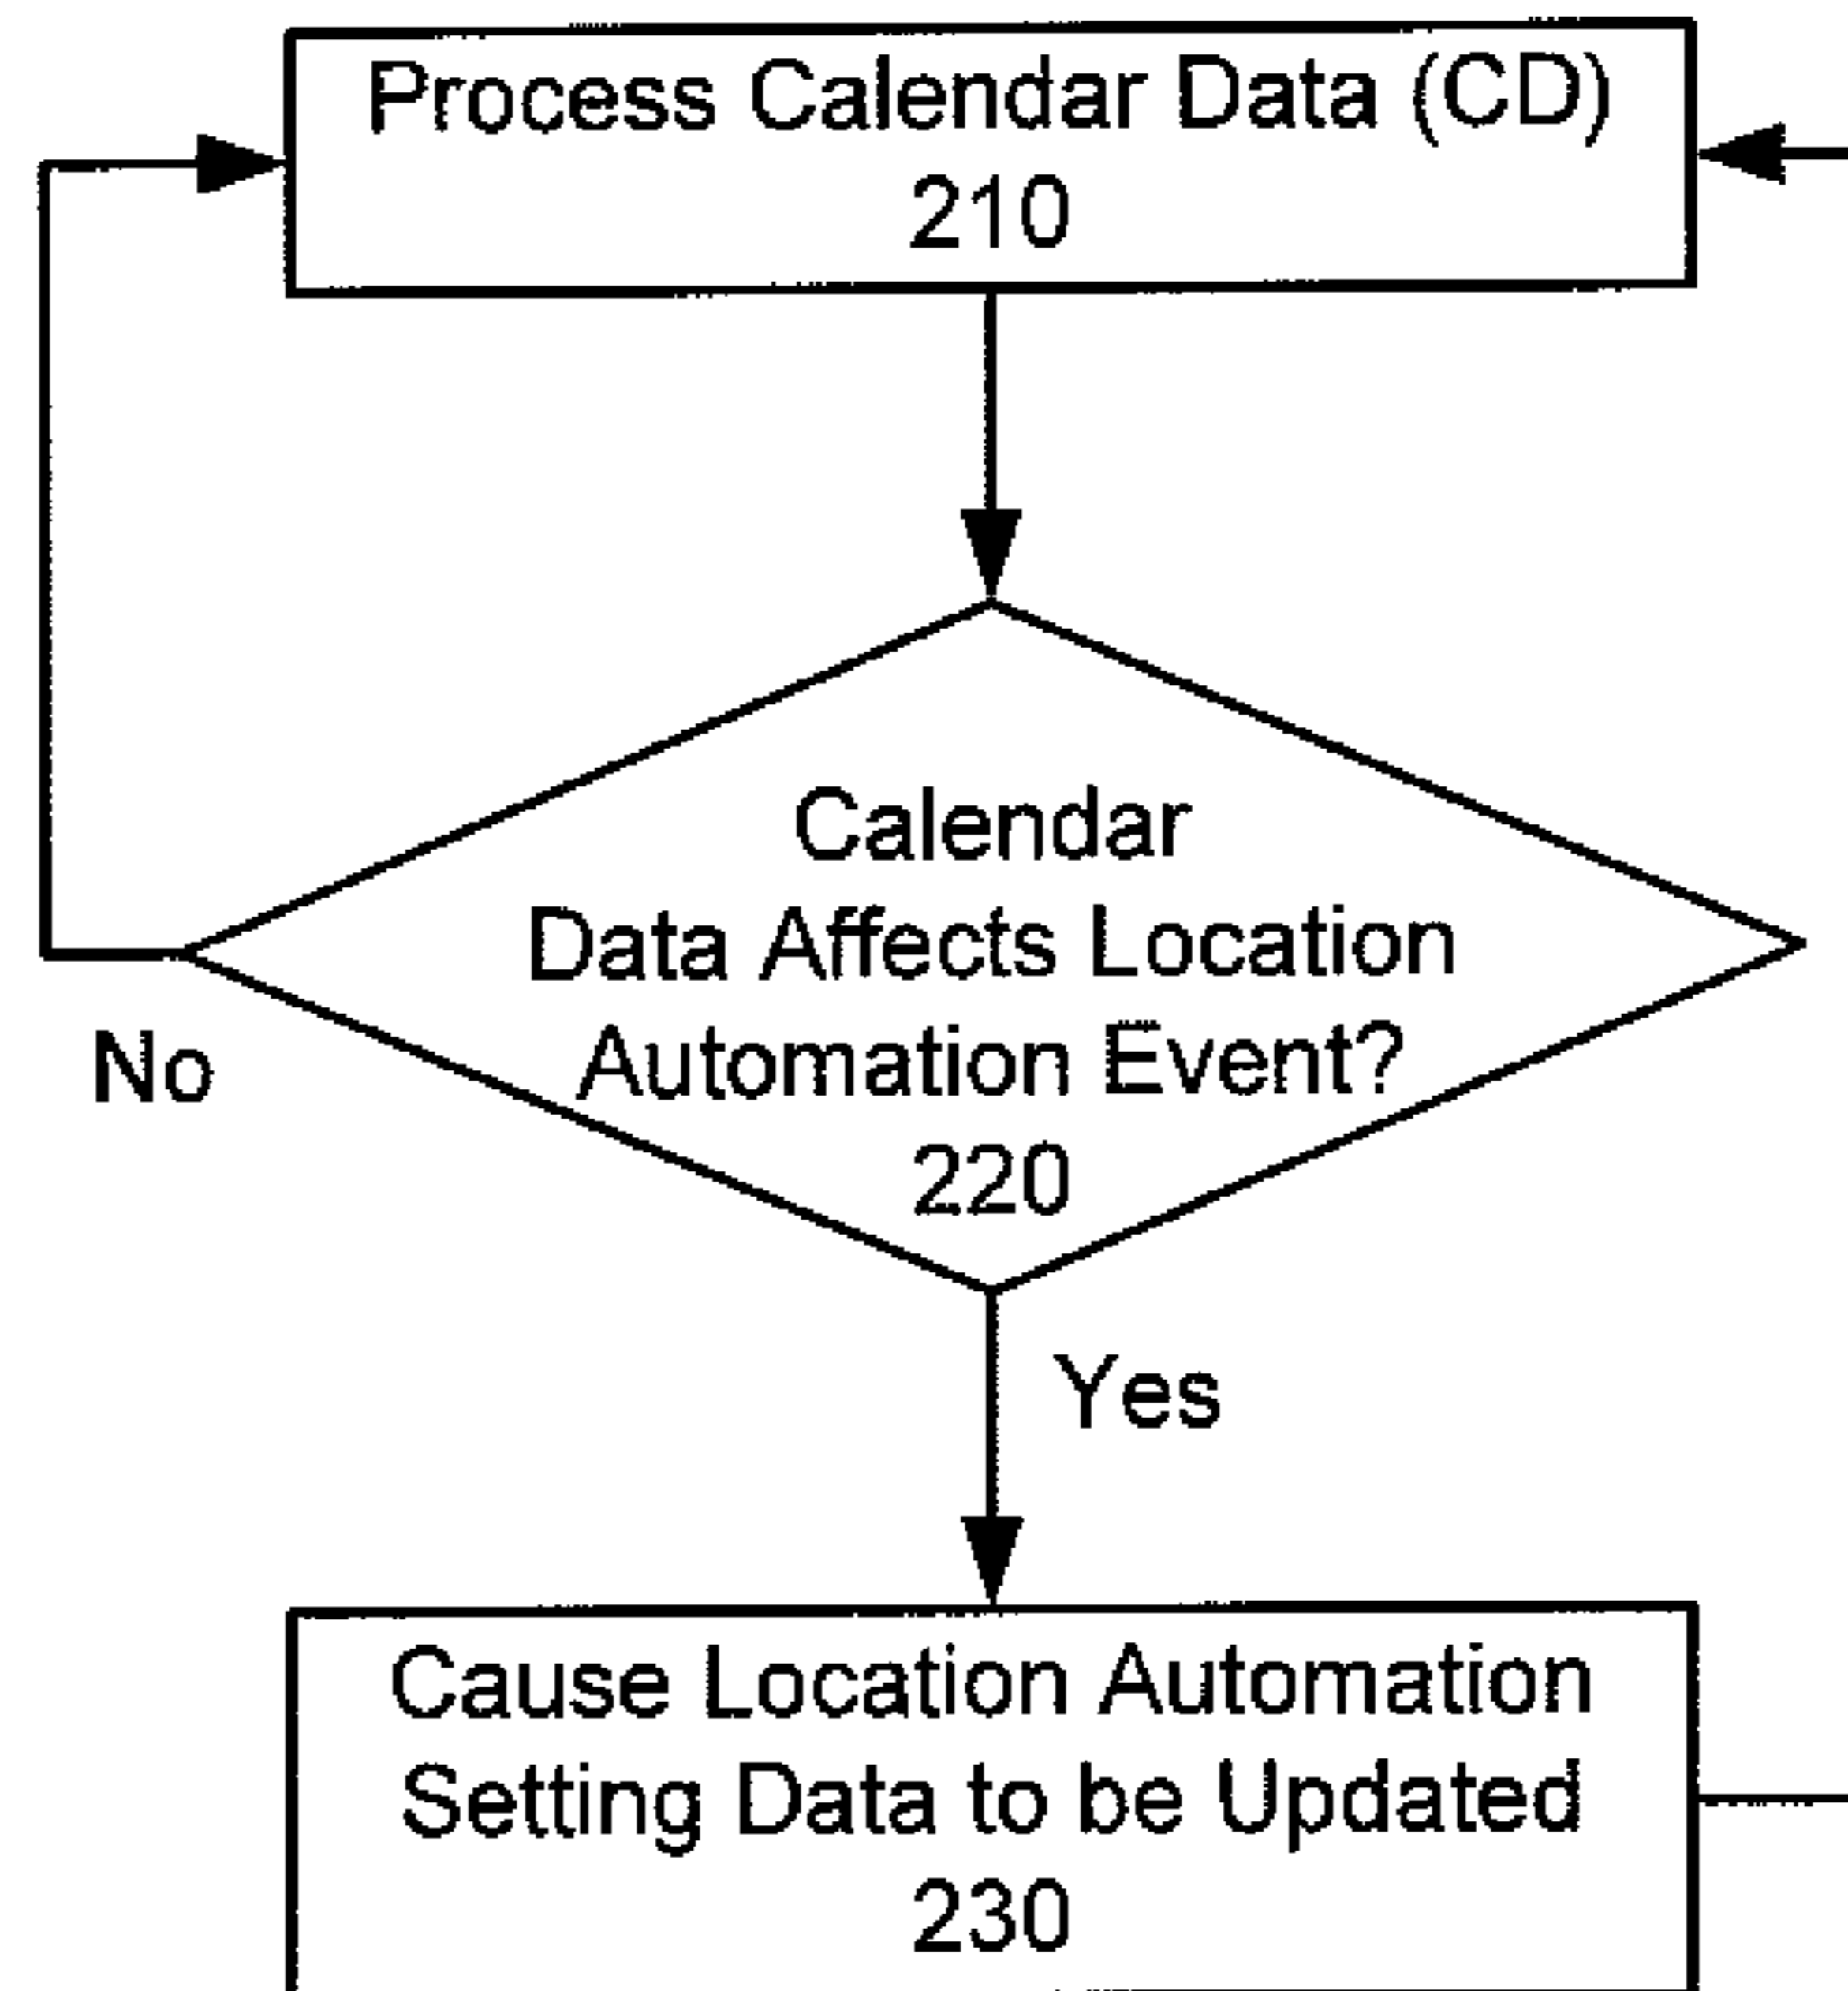 Process Calendar Data (CD)
210
Calendar
Data Affects Location
Automation Event?
220
No
Yes
Cause Location Automation
Setting Data to be Updated
230